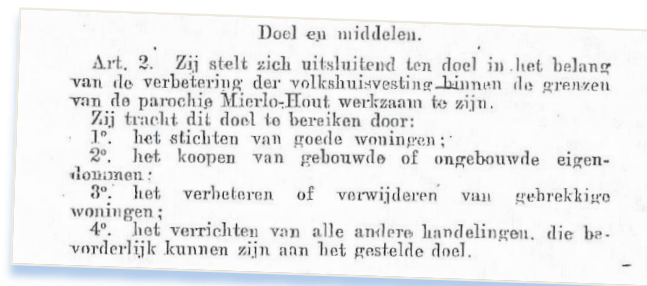 Doel en middelen.
Art. 2. Zij stelt zich uitsluitend ten doel in het belang
van de verbetering der volkshuisvesting binnen de grenzen
van de parochie Mierlo-Hout werkzaam te zijn.
Zij tracht dit doel te bereiken door:
1°. het stichten van goede woningen;
2°. het koopen van gebouwde of ongebouwde eigen-
dommen;
3°. het verbeteren of verwijderen van gebrekkige
woningen;
4°. het verrichten van alle andere handelingen, die be-
vorderlijk kunnen zijn aan het gestelde doel.